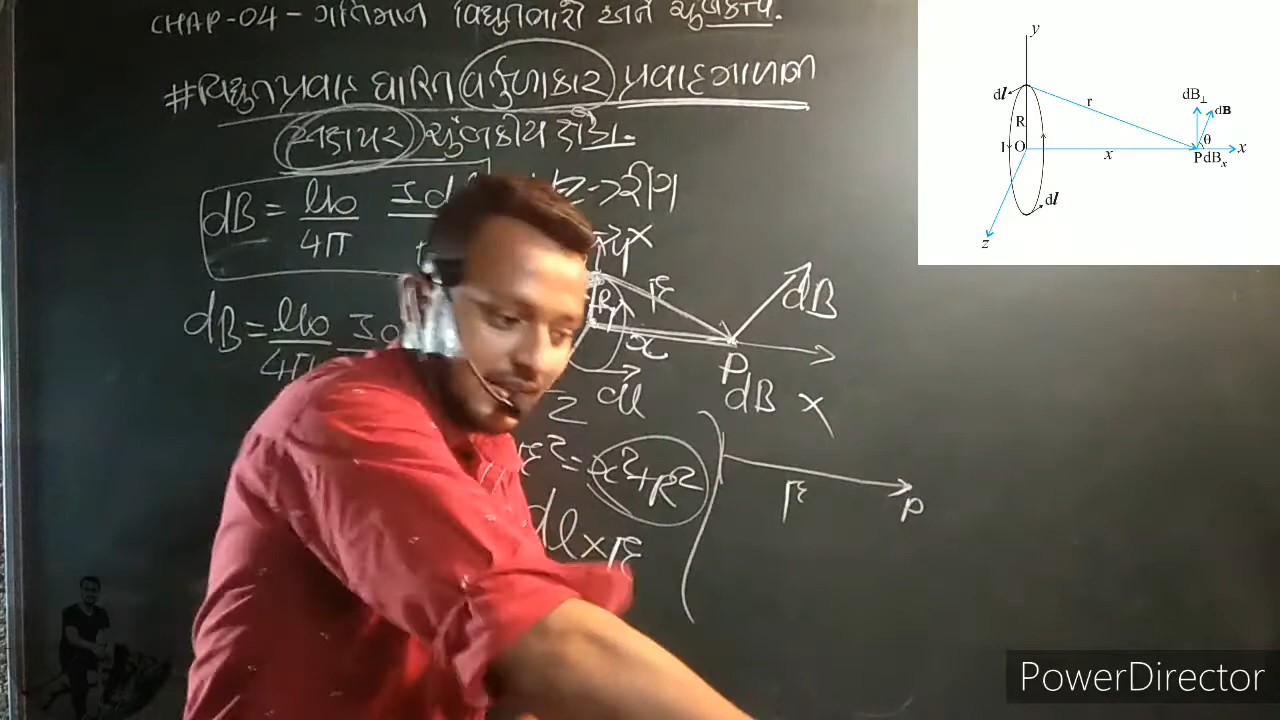 CHAP-04 - ગતિમાન વિદ્યુતભારો અને ચુંબકત્વ.
#વિદ્યુતપ્રવાહ ધારિત વર્તુળાકાર પ્રવાહગાળાના
અક્ષ પર ચુંબકીય ક્ષેત્ર.
dB = μ0 / 4π I d → રીંગ
y x
r dB
R
x
dB = μ0 / 4π I d
P
dl
dB x
z
r² = x²+R²
r
P
dl × r
y
dl r dB⊥ dB
R
I O θ x
x P dBx
dl
z
PowerDirector